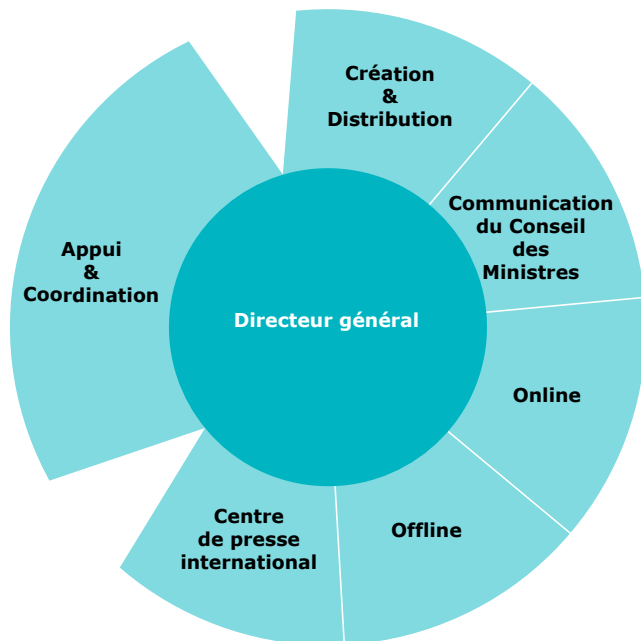 Création
&
Distribution
Communication
du Conseil
des
Ministres
Appui
&
Coordination
Directeur général
Online
Centre
de presse
international
Offline